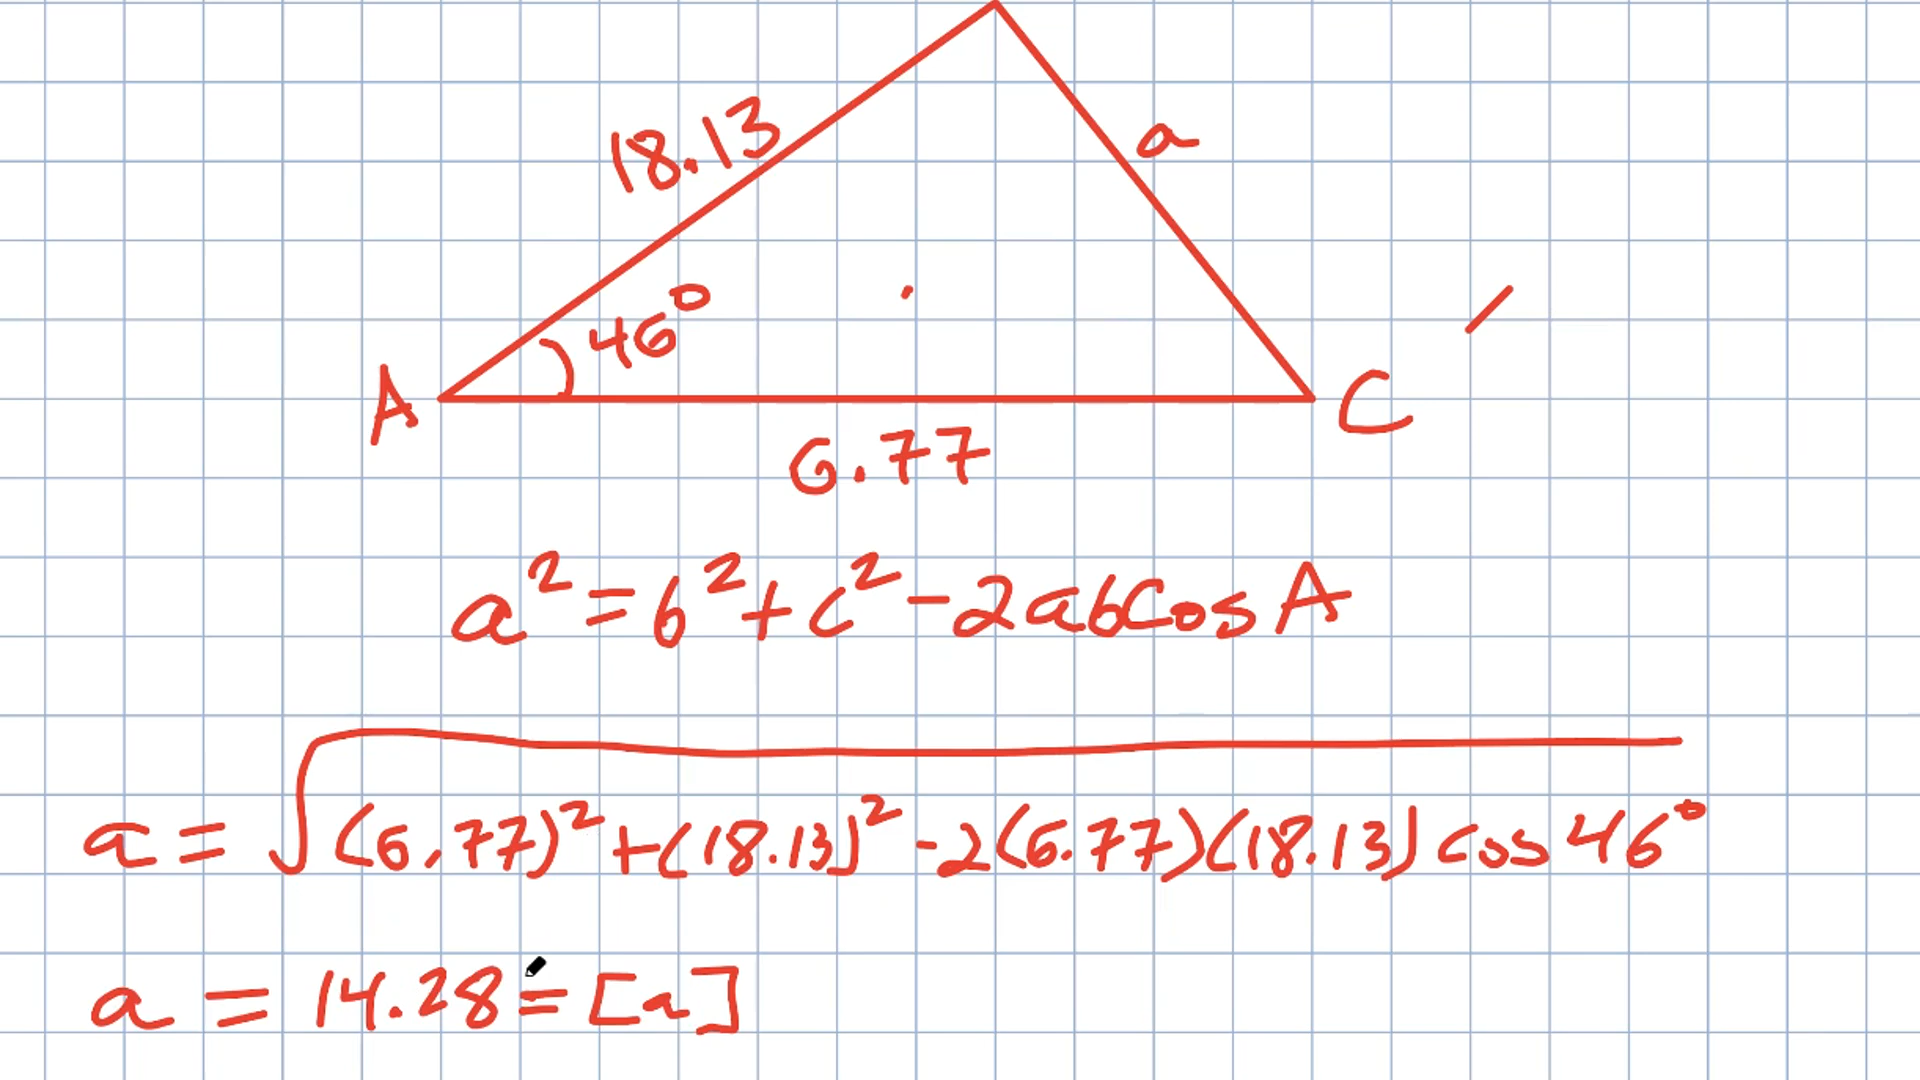 18.13
a
46°
A
C
6.77
a² = b² + c² - 2abCosA
a = √(6.77)² + (18.13)² - 2(6.77)(18.13) cos 46°
a = 14.28 = [a]